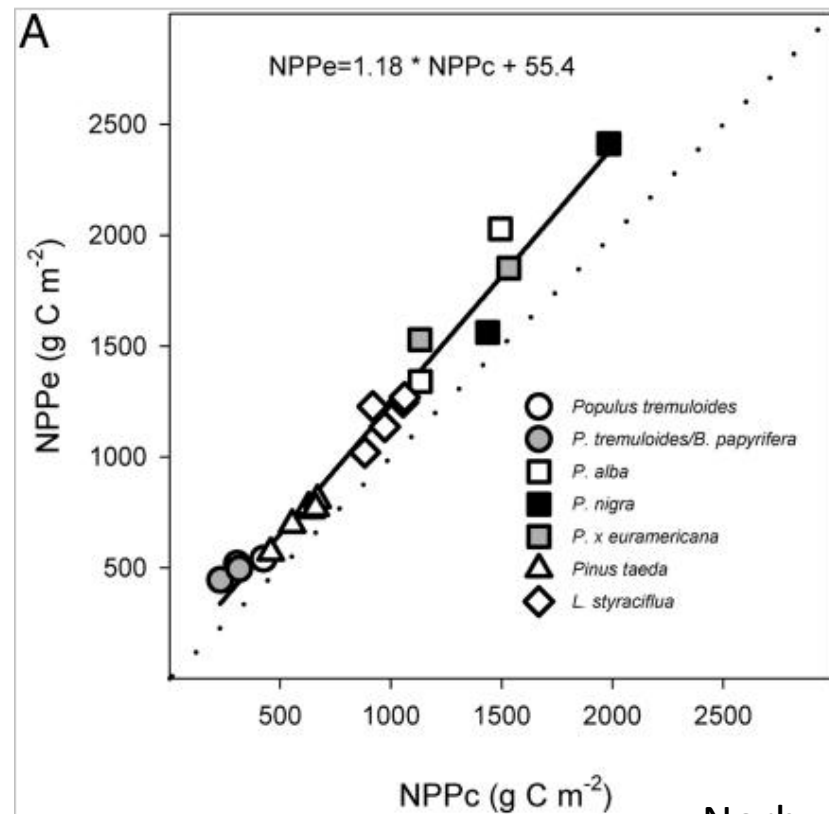 A
NPPe=1.18 * NPPc + 55.4
2500
2000
1500
1000
500
NPPe (g C m⁻²)
Populus tremuloides
P. tremuloides/B. papyrifera
P. alba
P. nigra
P. x euramericana
Pinus taeda
L. styraciflua
500 1000 1500 2000 2500
NPPc (g C m⁻²)